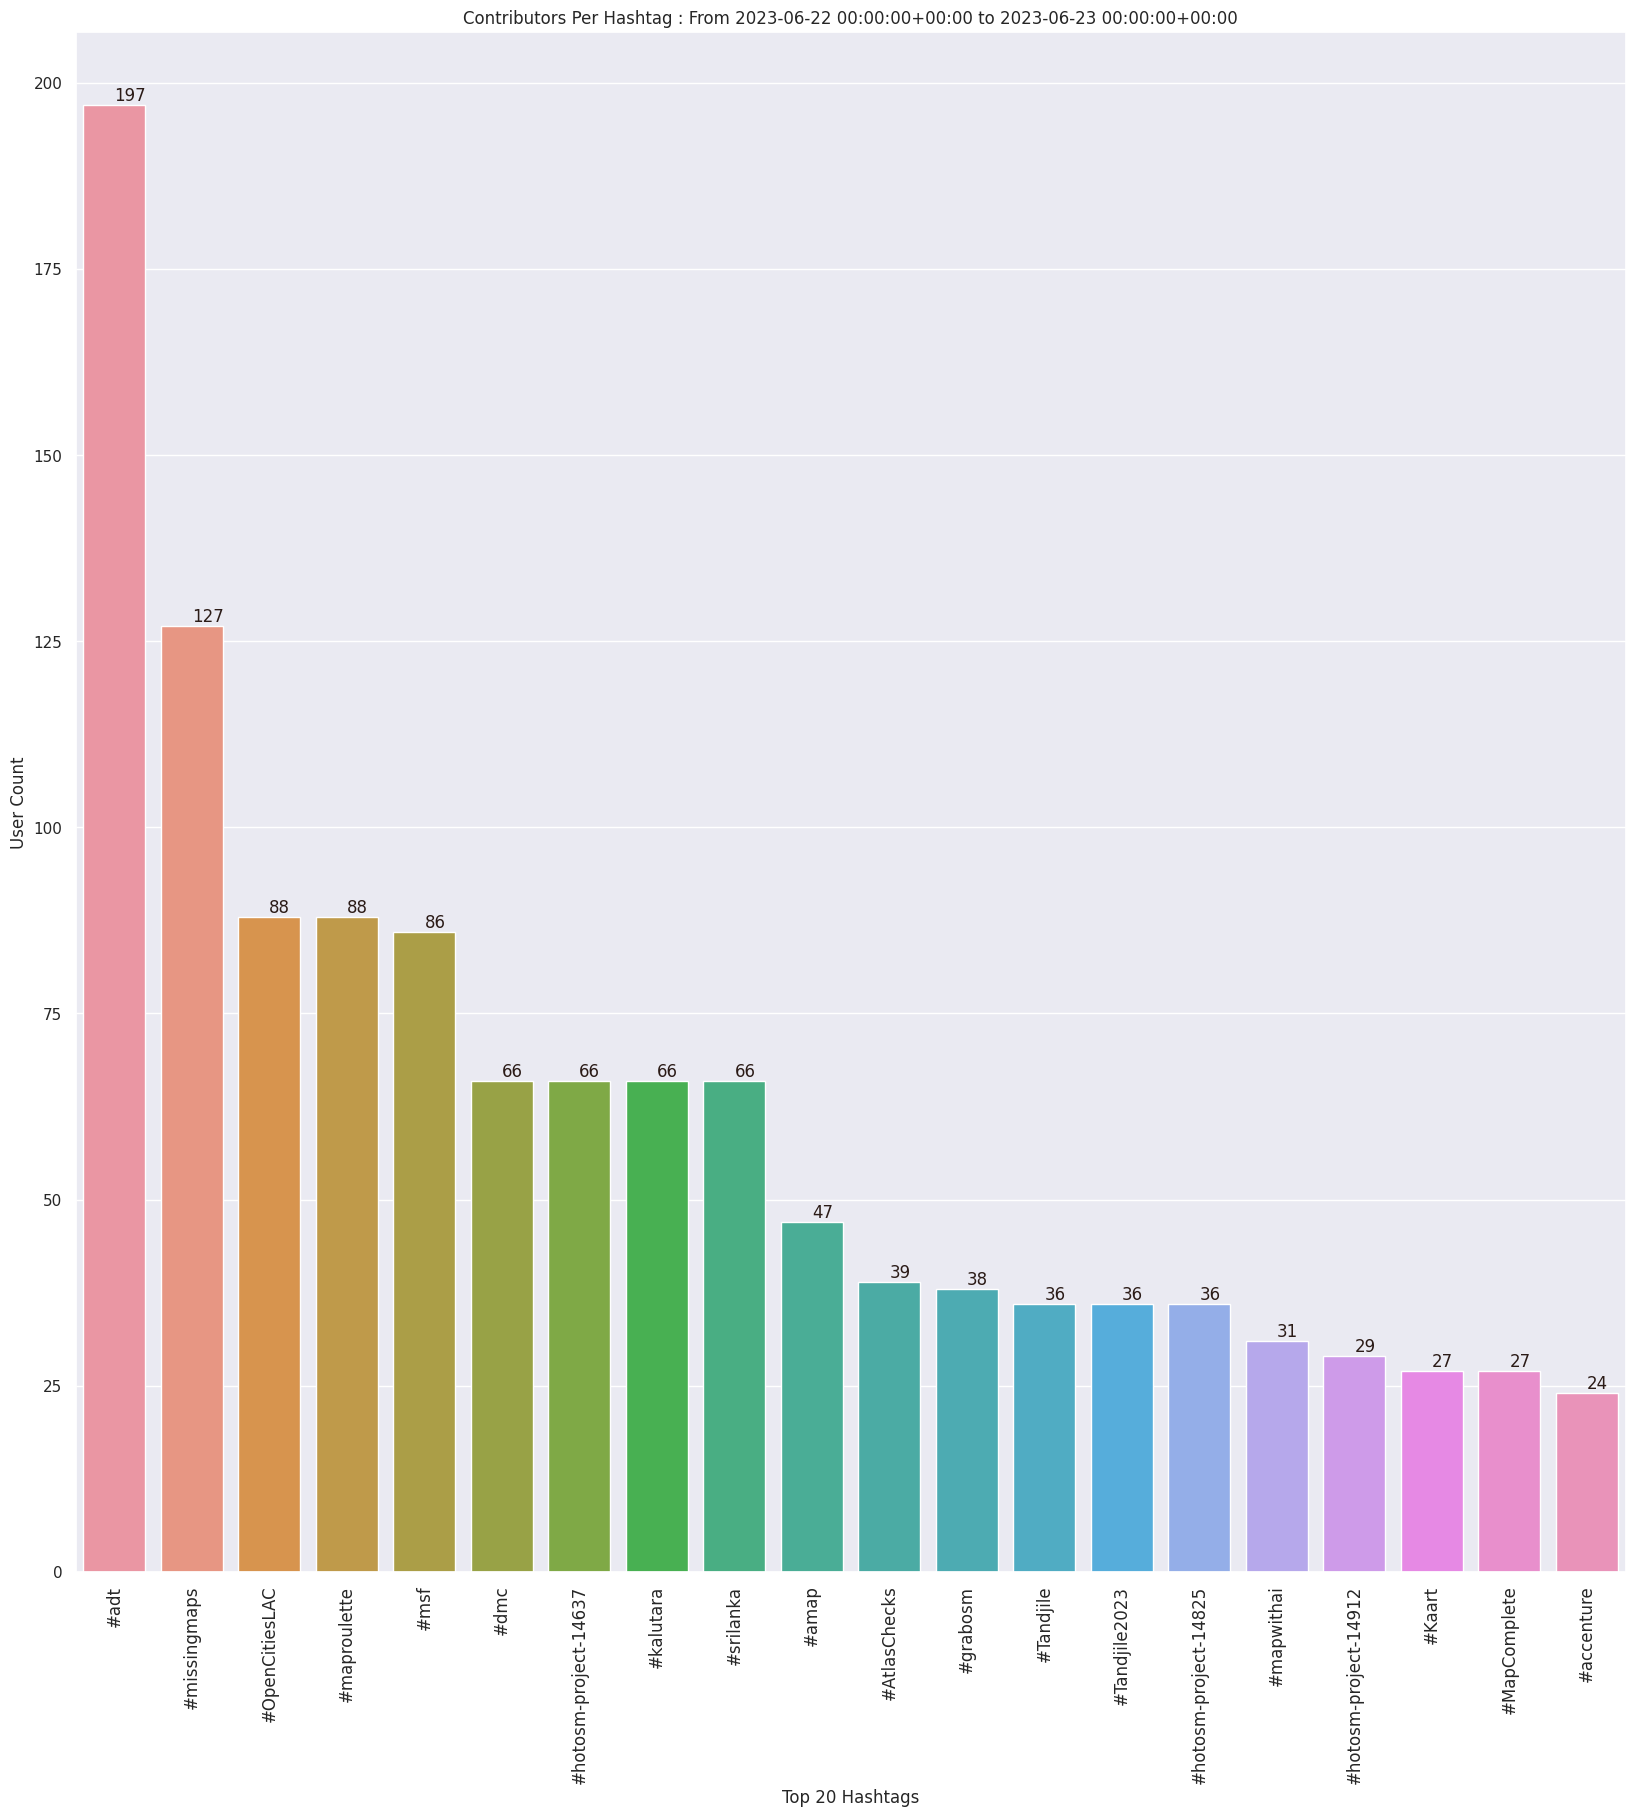 Contributors Per Hashtag : From 2023-06-22 00:00:00+00:00 to 2023-06-23 00:00:00+00:00
User Count
200
175
150
125
100
75
50
25
0
197
127
88
88
86
66
66
66
66
47
39
38
36
36
36
31
29
27
27
24
#adt
#missingmaps
#OpenCitiesLAC
#maproulette
#msf
#dmc
#hotosm-project-14637
#kalutara
#srilanka
#amap
#AtlasChecks
#grabosm
#Tandjile
#Tandjile2023
#hotosm-project-14825
#mapwithai
#hotosm-project-14912
#Kaart
#MapComplete
#accenture
Top 20 Hashtags